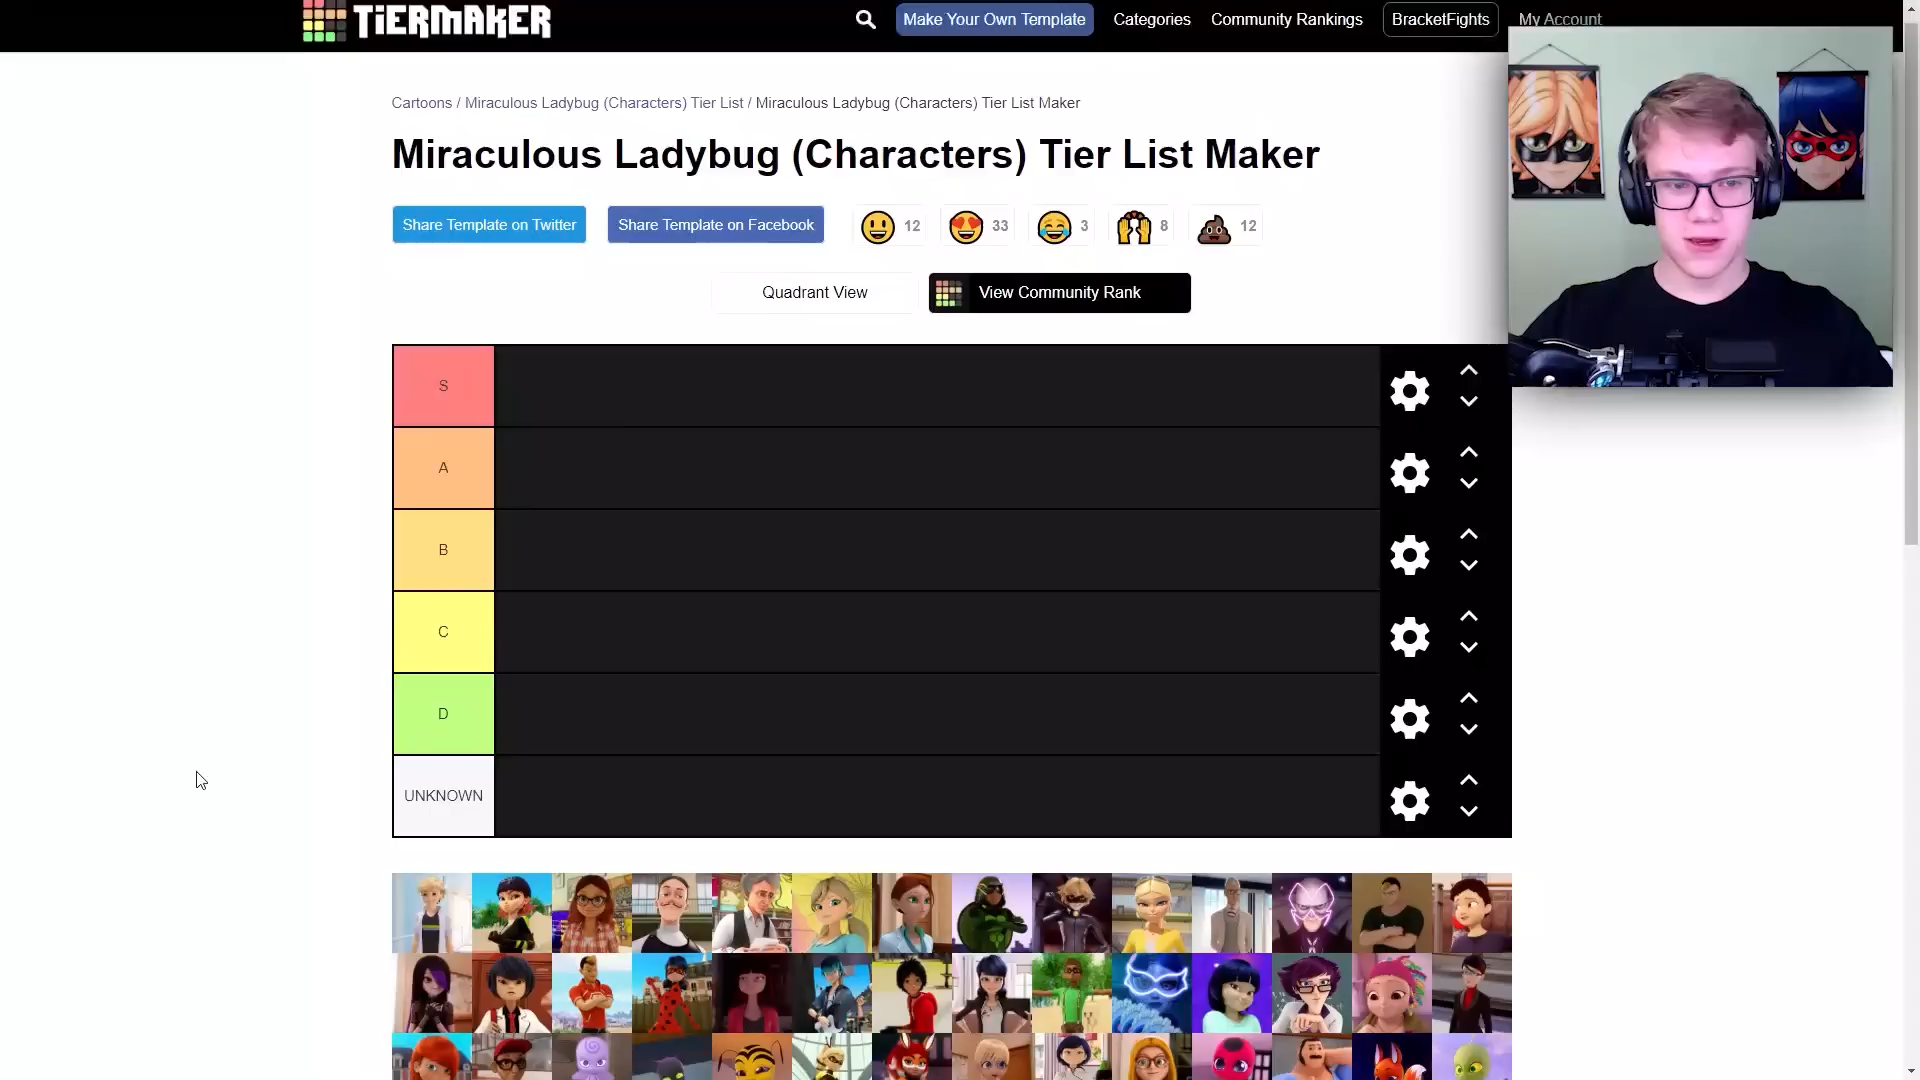 TiERMAKER
Make Your Own Template
Categories
Community Rankings
BracketFights
My Account
Cartoons / Miraculous Ladybug (Characters) Tier List / Miraculous Ladybug (Characters) Tier List Maker
Miraculous Ladybug (Characters) Tier List Maker
Share Template on Twitter
Share Template on Facebook
12
33
3
8
12
Quadrant View
View Community Rank
S
A
B
C
D
UNKNOWN